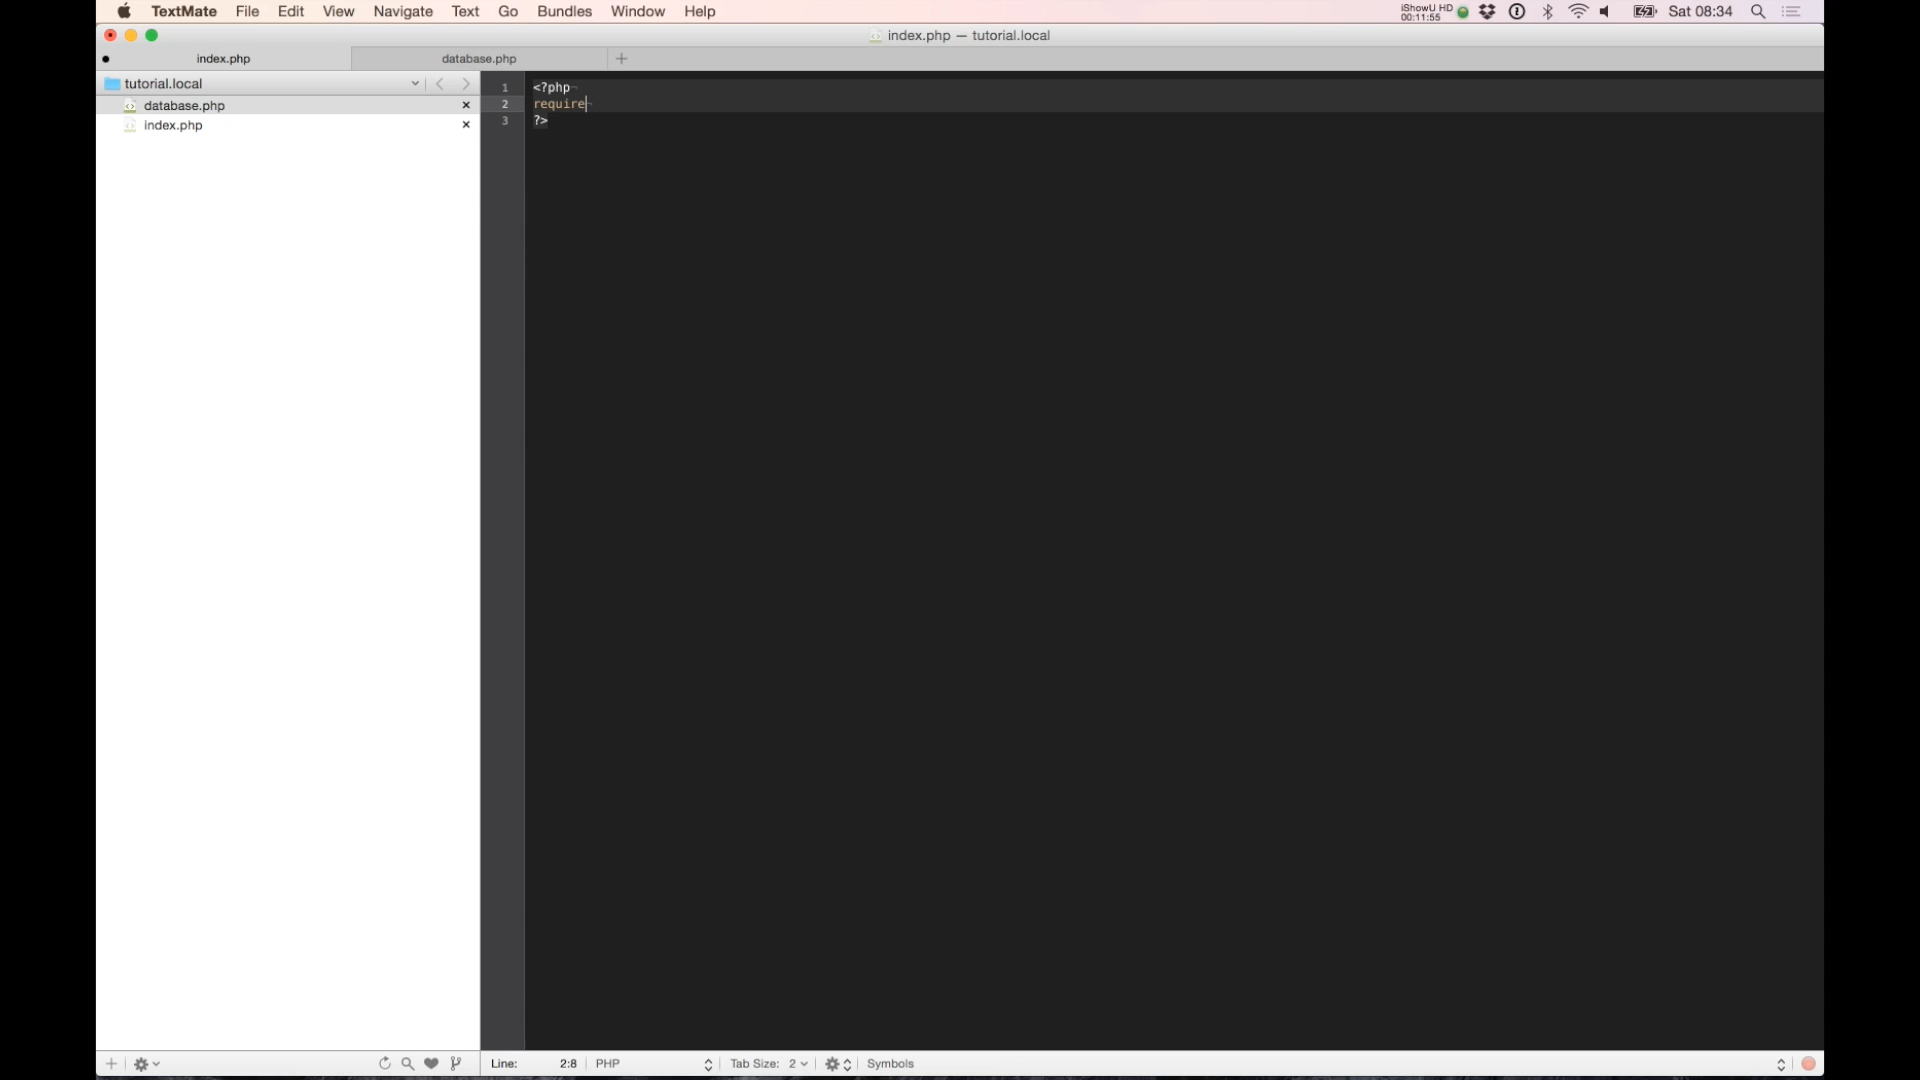 TextMate File Edit View Navigate Text Go Bundles Window Help iShowU HD 00:11:55 Sat 08:34
index.php — tutorial.local
index.php database.php
tutorial.local
database.php
index.php
1 <?php
2 require
3 ?>
Line: 2:8 PHP Tab Size: 2 Symbols